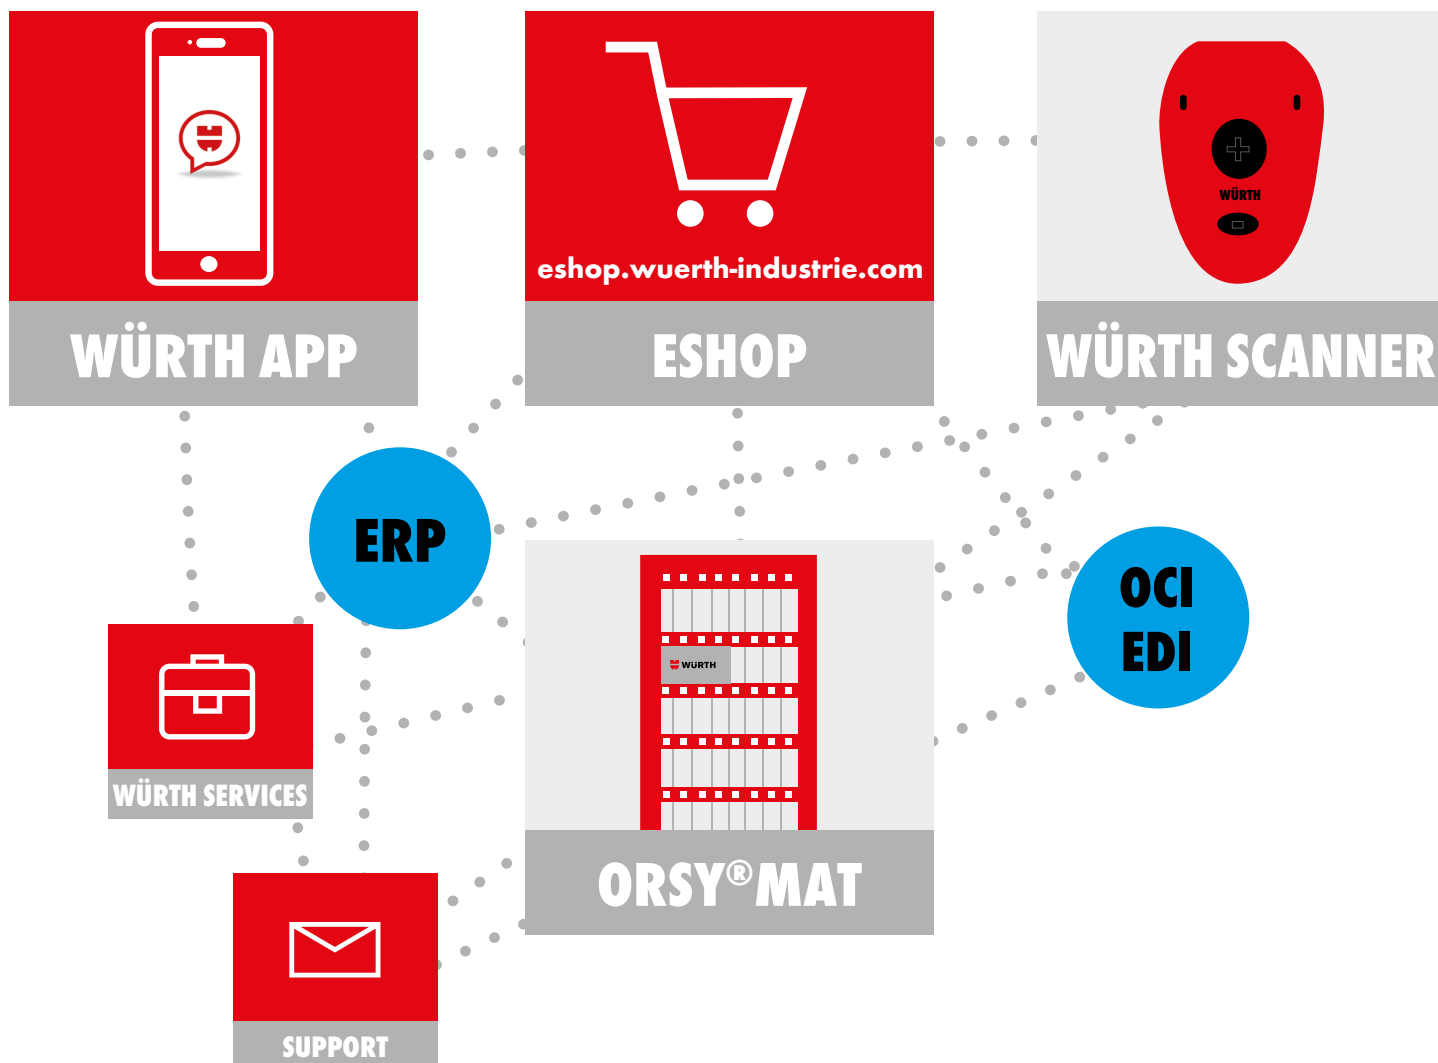 eshop.wuerth-industrie.com
WÜRTH
WÜRTH APP
ESHOP
WÜRTH SCANNER
ERP
OCI
EDI
WÜRTH
WÜRTH SERVICES
ORSY®MAT
SUPPORT